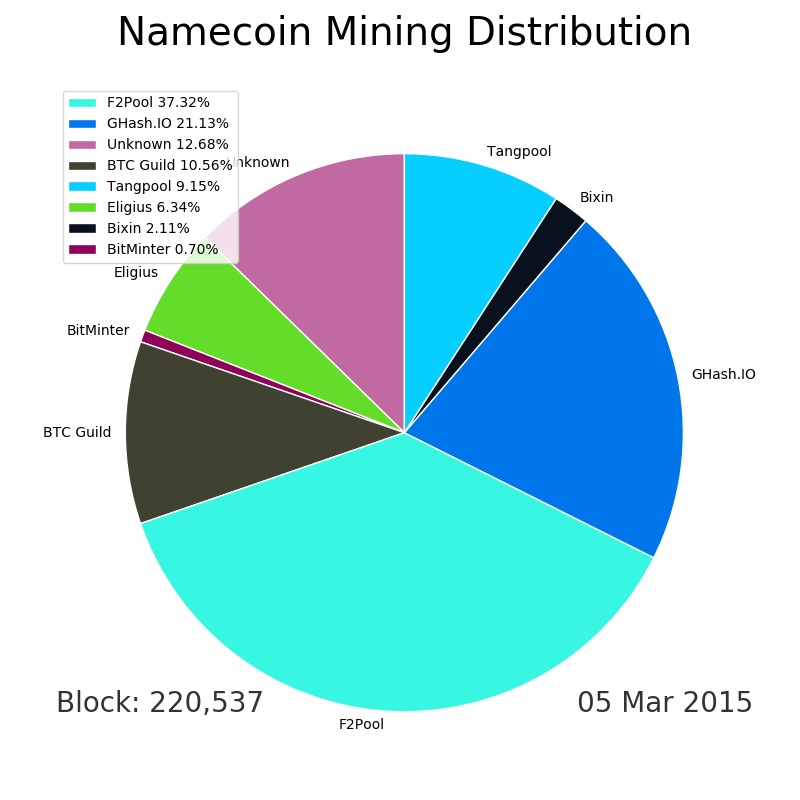 Namecoin Mining Distribution
F2Pool 37.32%
GHash.IO 21.13%
Unknown 12.68%
BTC Guild 10.56%
Tangpool 9.15%
Eligius 6.34%
Bixin 2.11%
BitMinter 0.70%
Unknown
Tangpool
Bixin
Eligius
BitMinter
GHash.IO
BTC Guild
F2Pool
Block: 220,537
05 Mar 2015